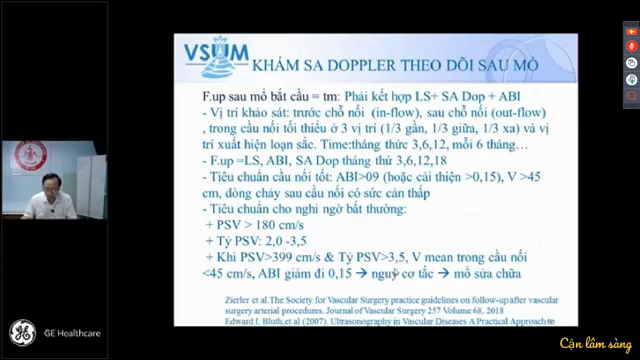 VSUM
KHÁM SA DOPPLER THEO DÕI SAU MỔ
F.up sau mổ bắt cầu = tm: Phải kết hợp LS+ SA Dop + ABI
- Vị trí khảo sát: trước chỗ nối (in-flow), sau chỗ nối (out-flow)
, trong cầu nối tối thiểu ở 3 vị trí (1/3 gần, 1/3 giữa, 1/3 xa) và vị
trí xuất hiện loạn sắc. Time:tháng thức 3,6,12, mỗi 6 tháng…
- F.up =LS, ABI, SA Dop tháng thứ 3,6,12,18
- Tiêu chuẩn cầu nối tốt: ABI>09 (hoặc cải thiện >0,15), V >45
cm, dòng chảy sau cầu nối có sức cản thấp
- Tiêu chuẩn cho nghi ngờ bất thường:
+ PSV > 180 cm/s
+ Tỷ PSV: 2,0 -3,5
+ Khi PSV>399 cm/s & Tỷ PSV>3,5, V mean trong cầu nối
<45 cm/s, ABI giảm đi 0,15 → nguy cơ tắc → mổ sửa chữa
Zierler et al.The Society for Vascular Surgery practice guidelines on follow-up after vascular
surgery arterial procedures. Journal of Vascular Surgery 257 Volume 68, 2018
Edward I. Bluth,et al (2007). Ultrasonography in Vascular Diseases A Practical Approach to
GE Healthcare
Cận lâm sàng